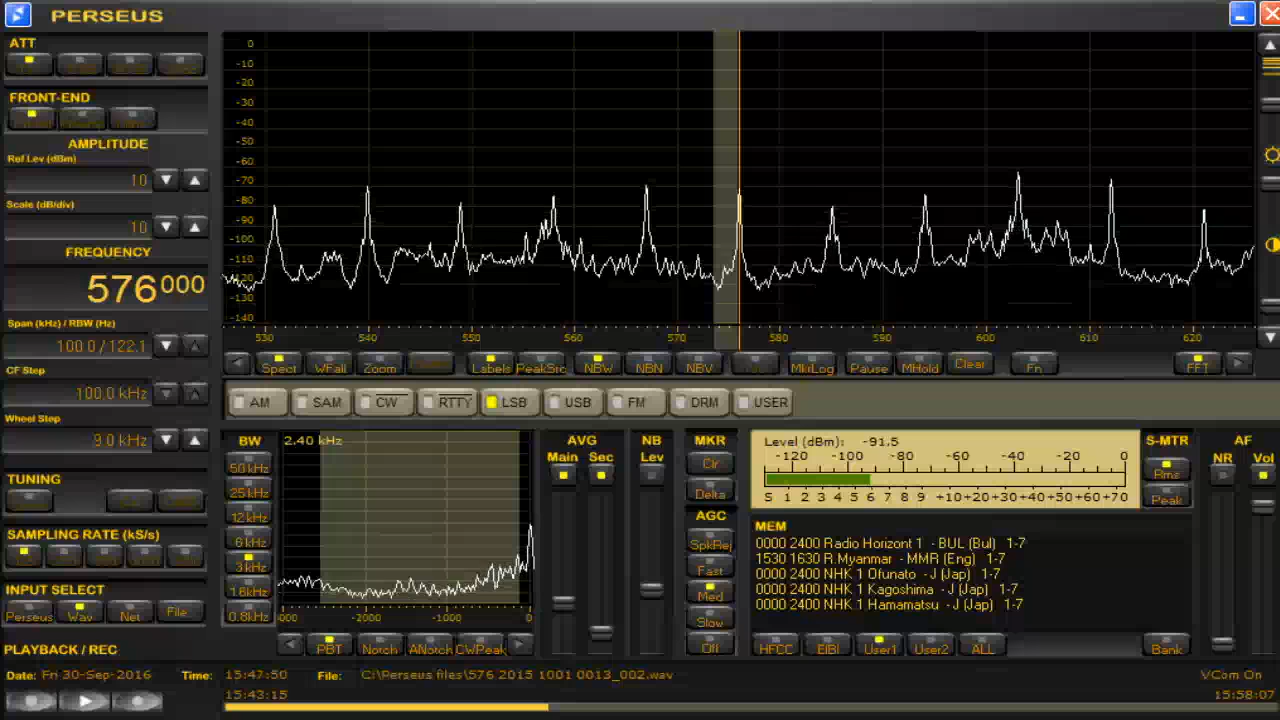 PERSEUS
ATT
FRONT-END
AMPLITUDE
Ref Lev (dBm)
10
Scale (dB/div)
10
FREQUENCY
576000
Span (kHz) / RBW (Hz)
100.0 / 122.1
CF Step
100.0 kHz
Wheel Step
9.0 kHz
TUNING
SAMPLING RATE (kS/s)
INPUT SELECT
Perseus Wav Net File
PLAYBACK / REC
0
-10
-20
-30
-40
-50
-60
-70
-80
-90
-100
-110
-120
-130
-140
530 540 550 560 570 580 590 600 610 620
Spect WFall Zoom Labels PeakSrc NBW NBN NBV MkrLog Pause MHold Clear Fn FFT
AM SAM CW RTTY LSB USB FM DRM USER
BW
50 kHz
25 kHz
12 kHz
6 kHz
3 kHz
1.6 kHz
0.8 kHz
2.40 kHz
-2000 -1000 0
PBT Notch ANotch CWPeak
AVG
Main Sec
NB
Lev
MKR
Clr
Delta
AGC
SpkRej
Fast
Med
Slow
Off
Level (dBm): -91.5
-120 -100 -80 -60 -40 -20 0
S 1 2 3 4 5 6 7 8 9 +10+20+30+40+50 +60+70
S-MTR
Rms
Peak
AF
NR Vol
MEM
0000 2400 Radio Horizont 1 - BUL (Bul) 1-7
1530 1630 R.Myanmar - MMR (Eng) 1-7
0000 2400 NHK 1 Ofunato - J (Jap) 1-7
0000 2400 NHK 1 Kagoshima - J (Jap) 1-7
0000 2400 NHK 1 Hamamatsu - J (Jap) 1-7
HFCC EIBI User1 User2 ALL Bank
Date: Fri 30-Sep-2016 Time: 15:47:50 File: C:\Perseus files\576 2015 1001 0013_002.wav VCom On
15:43:15 15:58:07